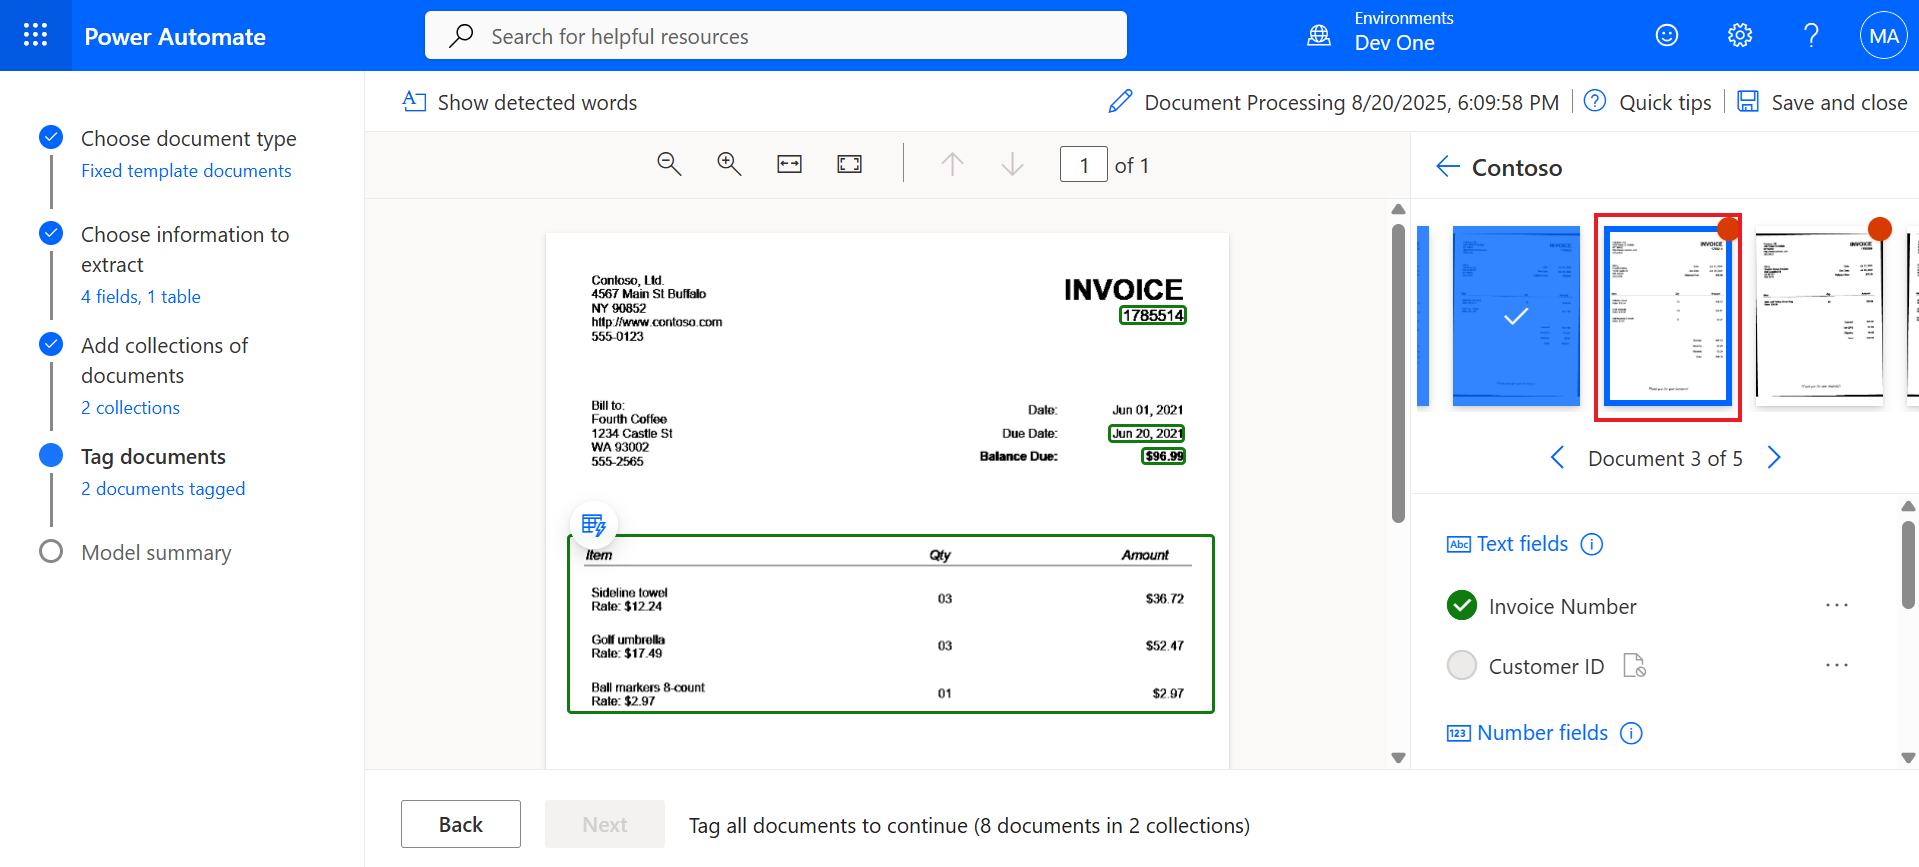 Power Automate
Search for helpful resources
Environments
Dev One
MA
Choose document type
Fixed template documents
Choose information to
extract
4 fields, 1 table
Add collections of
documents
2 collections
Tag documents
2 documents tagged
Model summary
Show detected words
Document Processing 8/20/2025, 6:09:58 PM
Quick tips
Save and close
1 of 1
Contoso, Ltd.
4567 Main St Buffalo
NY 90852
http://www.contoso.com
555-0123
INVOICE
1785514
Bill to:
Fourth Coffee
1234 Castle St
WA 93002
555-2565
Date: Jun 01, 2021
Due Date: Jun 20, 2021
Balance Due: $96.99
Item Qty Amount
Sideline towel
Rate: $12.24
03 $36.72
Golf umbrella
Rate: $17.49
03 $52.47
Ball markers 8-count
Rate: $2.97
01 $2.97
Contoso
INVOICE
INVOICE
Document 3 of 5
Abc Text fields
Invoice Number
Customer ID
123 Number fields
Back
Next
Tag all documents to continue (8 documents in 2 collections)